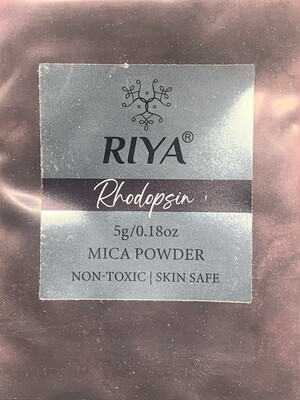 RIYA®
Rhodopsin
5g/0.18oz
MICA POWDER
NON-TOXIC | SKIN SAFE